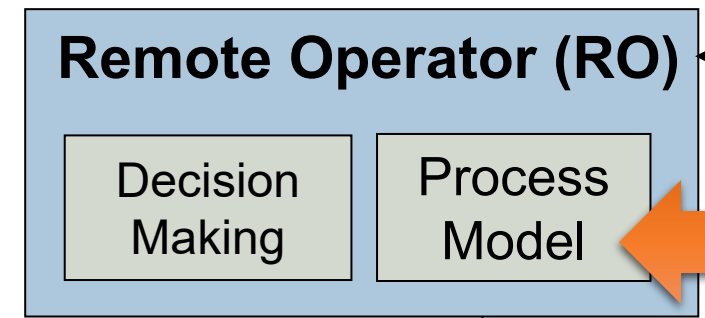 Remote Operator (RO)
Decision
Making
Process
Model